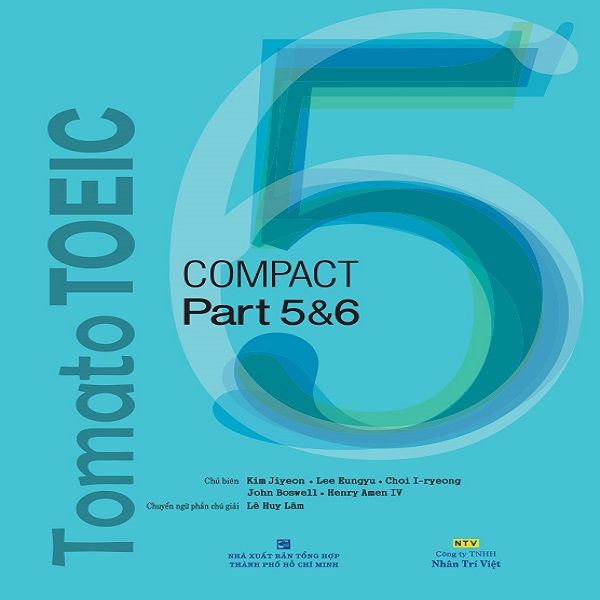 Tomato TOEIC
COMPACT
Part 5&6
Chủ biên Kim Jiyeon • Lee Eungyu • Choi I-ryeong
John Boswell • Henry Amen IV
Chuyển ngữ phần chú giải Lê Huy Lâm
NHÀ XUẤT BẢN TỔNG HỢP
THÀNH PHỐ HỒ CHÍ MINH
NTV
Công ty TNHH
Nhân Trí Việt